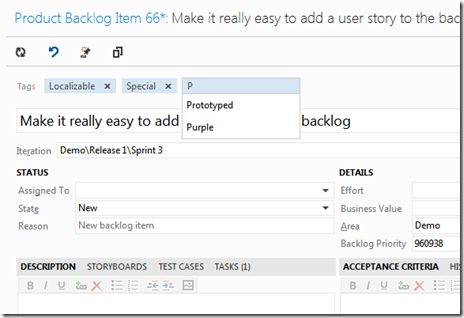 Product Backlog Item 66*: Make it really easy to add a user story to the bac
Tags Localizable × Special × P
Prototyped
Purple
Make it really easy to add backlog
Iteration Demo\Release 1\Sprint 3
STATUS DETAILS
Assigned To Effort
State New Business Value
Reason New backlog item Area Demo
Backlog Priority 960938
DESCRIPTION STORYBOARDS TEST CASES TASKS (1) ACCEPTANCE CRITERIA HIS
B I U B I U